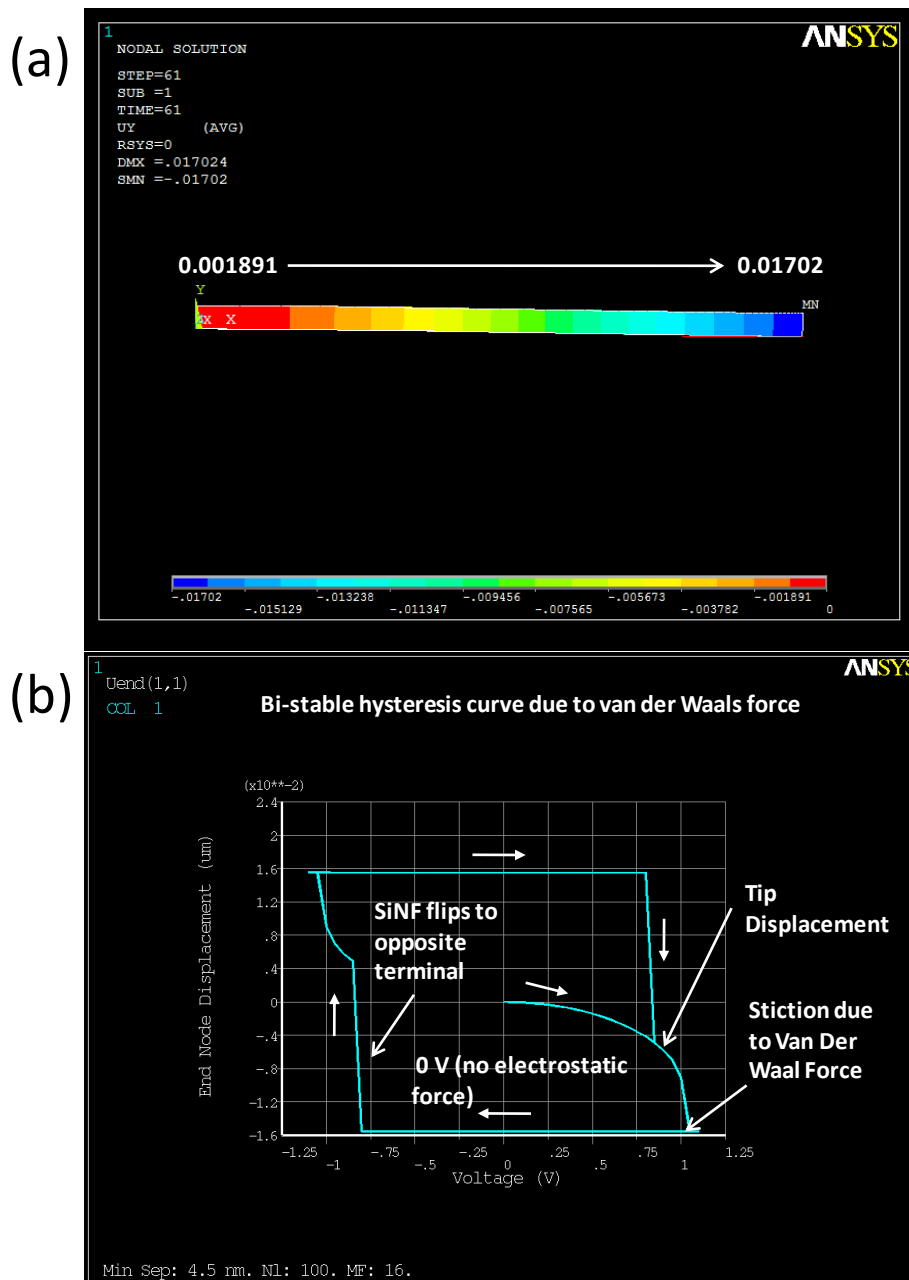 (a)
1
NODAL SOLUTION
ANSYS
STEP=61
SUB =1
TIME=61
UY (AVG)
RSYS=0
DMX =.017024
SMN =-.01702
0.001891
0.01702
Y
MN
X
-.01702
-.015129
-.013238
-.011347
-.009456
-.007565
-.005673
-.003782
-.001891
0
(b)
1
Uend(1,1)
COL 1
ANSYS
Bi-stable hysteresis curve due to van der Waals force
(x10**-2)
2.4
2
1.6
1.2
.8
.4
0
-.4
-.8
-1.2
-1.6
End Node Displacement (um)
SiNF flips to
opposite
terminal
Tip
Displacement
Stiction due
to Van Der
Waal Force
0 V (no electrostatic
force)
-1.25
-1
-.75
-.5
-.25
0
.25
.5
.75
1
1.25
Voltage (V)
Min Sep: 4.5 nm. Nl: 100. MF: 16.